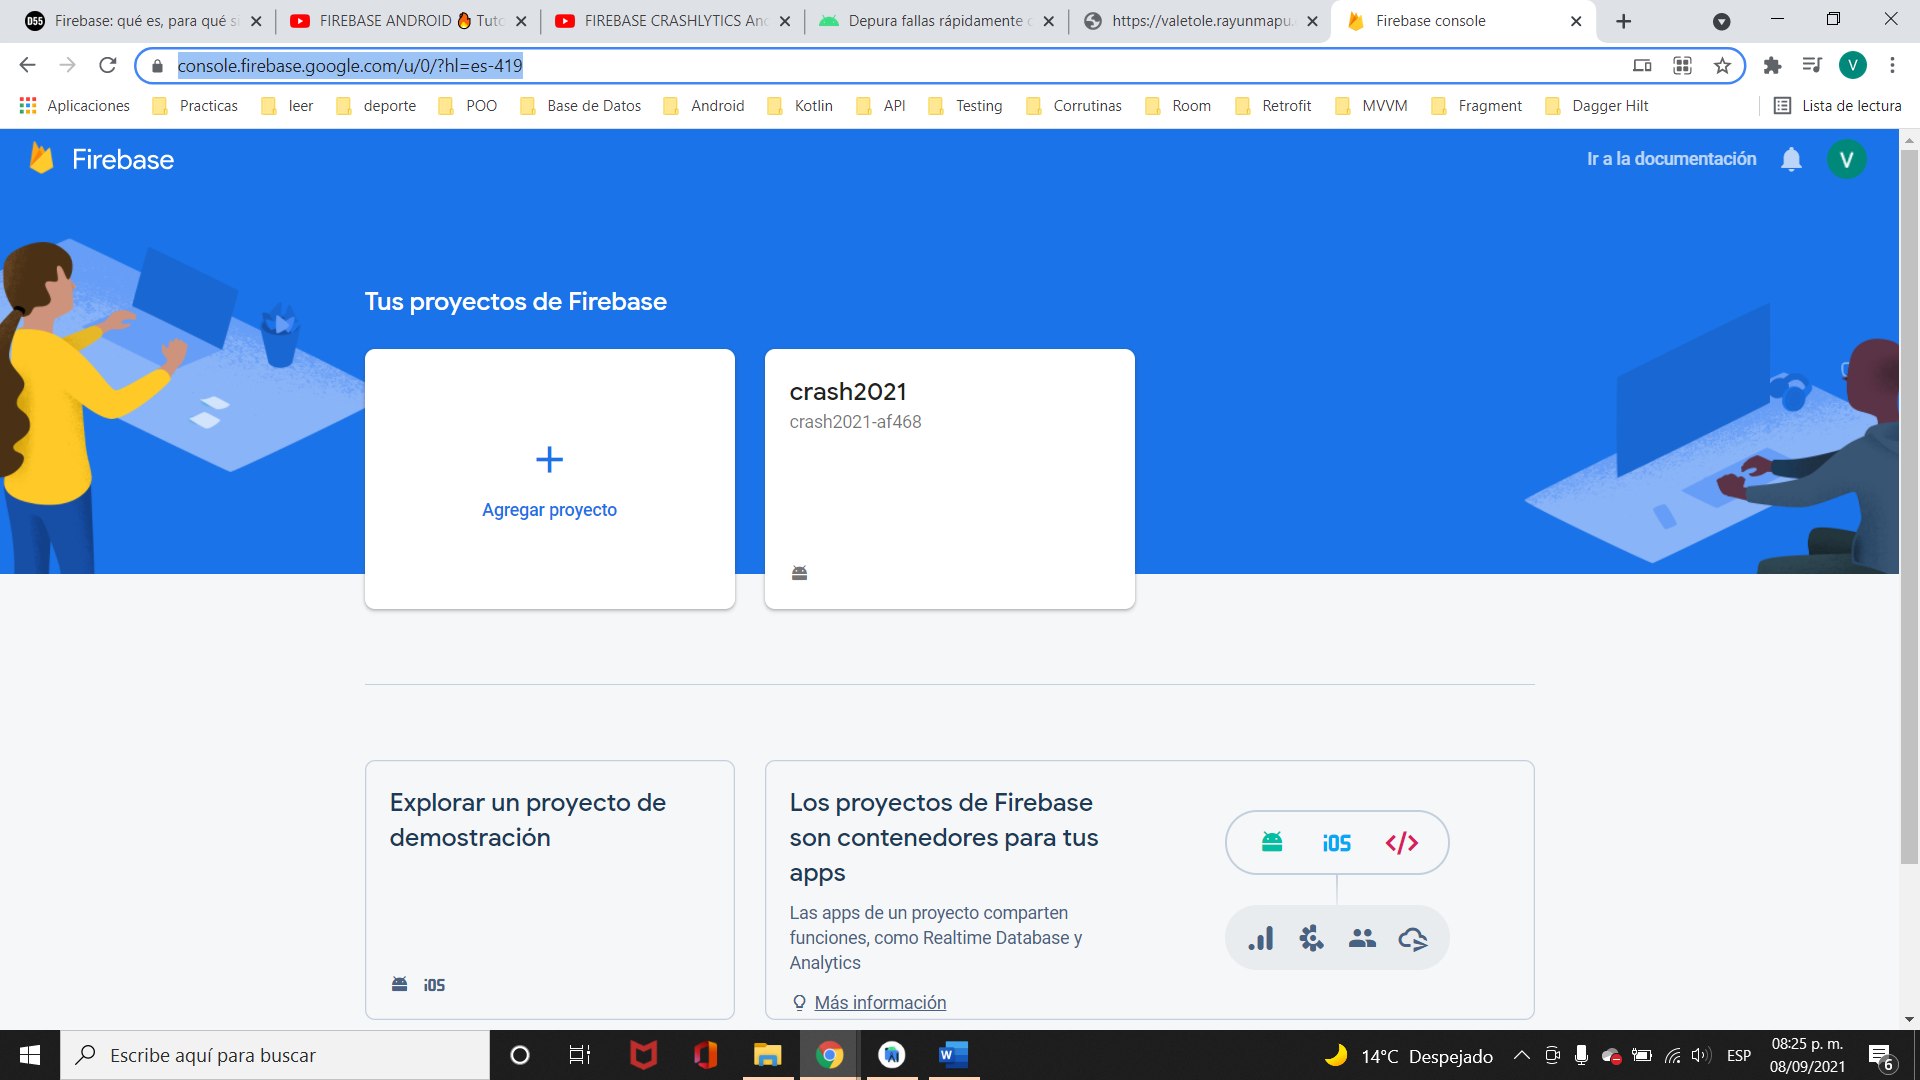 Firebase: qué es, para qué si
FIREBASE ANDROID 🔥 Tuto
FIREBASE CRASHLYTICS And
Depura fallas rápidamente c
https://valetole.rayunmapu.
Firebase console
console.firebase.google.com/u/0/?hl=es-419
V
Aplicaciones
Practicas
leer
deporte
POO
Base de Datos
Android
Kotlin
API
Testing
Corrutinas
Room
Retrofit
MVVM
Fragment
Dagger Hilt
Lista de lectura
Firebase
Ir a la documentación
V
Tus proyectos de Firebase
Agregar proyecto
crash2021
crash2021-af468
Explorar un proyecto de
demostración
iOS
Los proyectos de Firebase
son contenedores para tus
apps
Las apps de un proyecto comparten
funciones, como Realtime Database y
Analytics
Más información
iOS
Escribe aquí para buscar
14°C Despejado
ESP
08:25 p. m.
08/09/2021
6